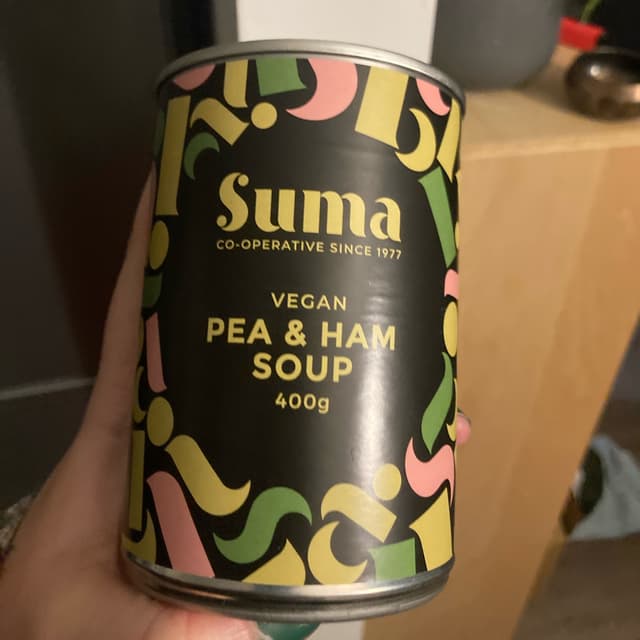 Suma
CO-OPERATIVE SINCE 1977
VEGAN
PEA & HAM
SOUP
400g